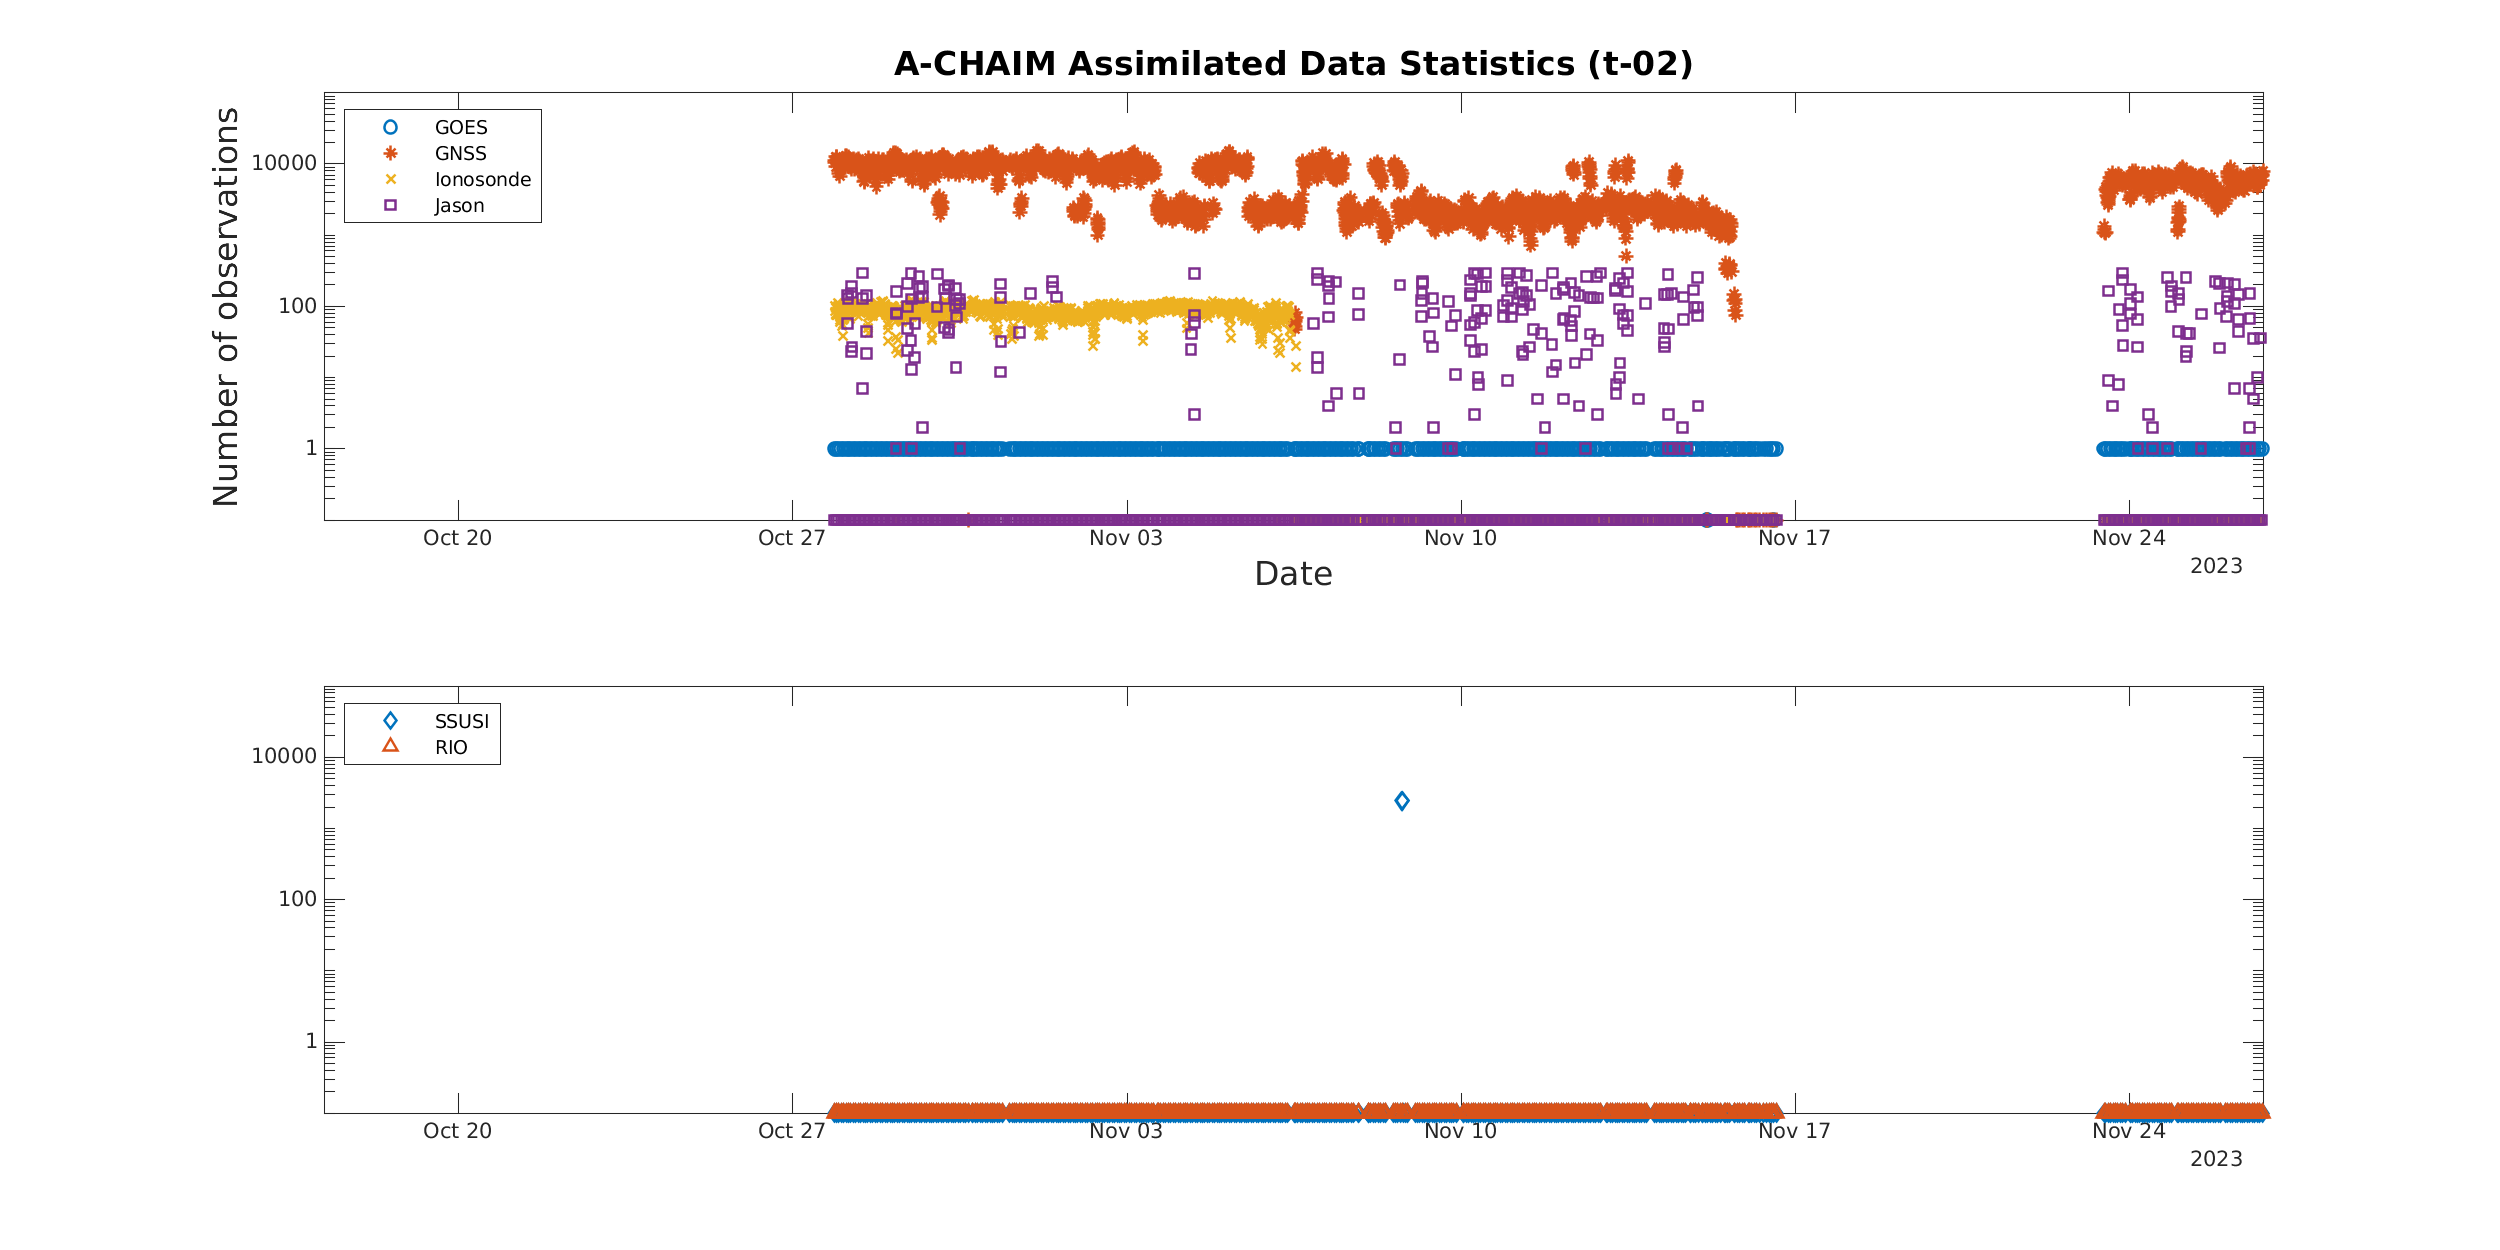 A-CHAIM Assimilated Data Statistics (t-02)
Number of observations
10000
100
1
GOES
GNSS
Ionosonde
Jason
Oct 20
Oct 27
Nov 03
Nov 10
Nov 17
Nov 24
2023
Date
10000
100
1
SSUSI
RIO
Oct 20
Oct 27
Nov 03
Nov 10
Nov 17
Nov 24
2023